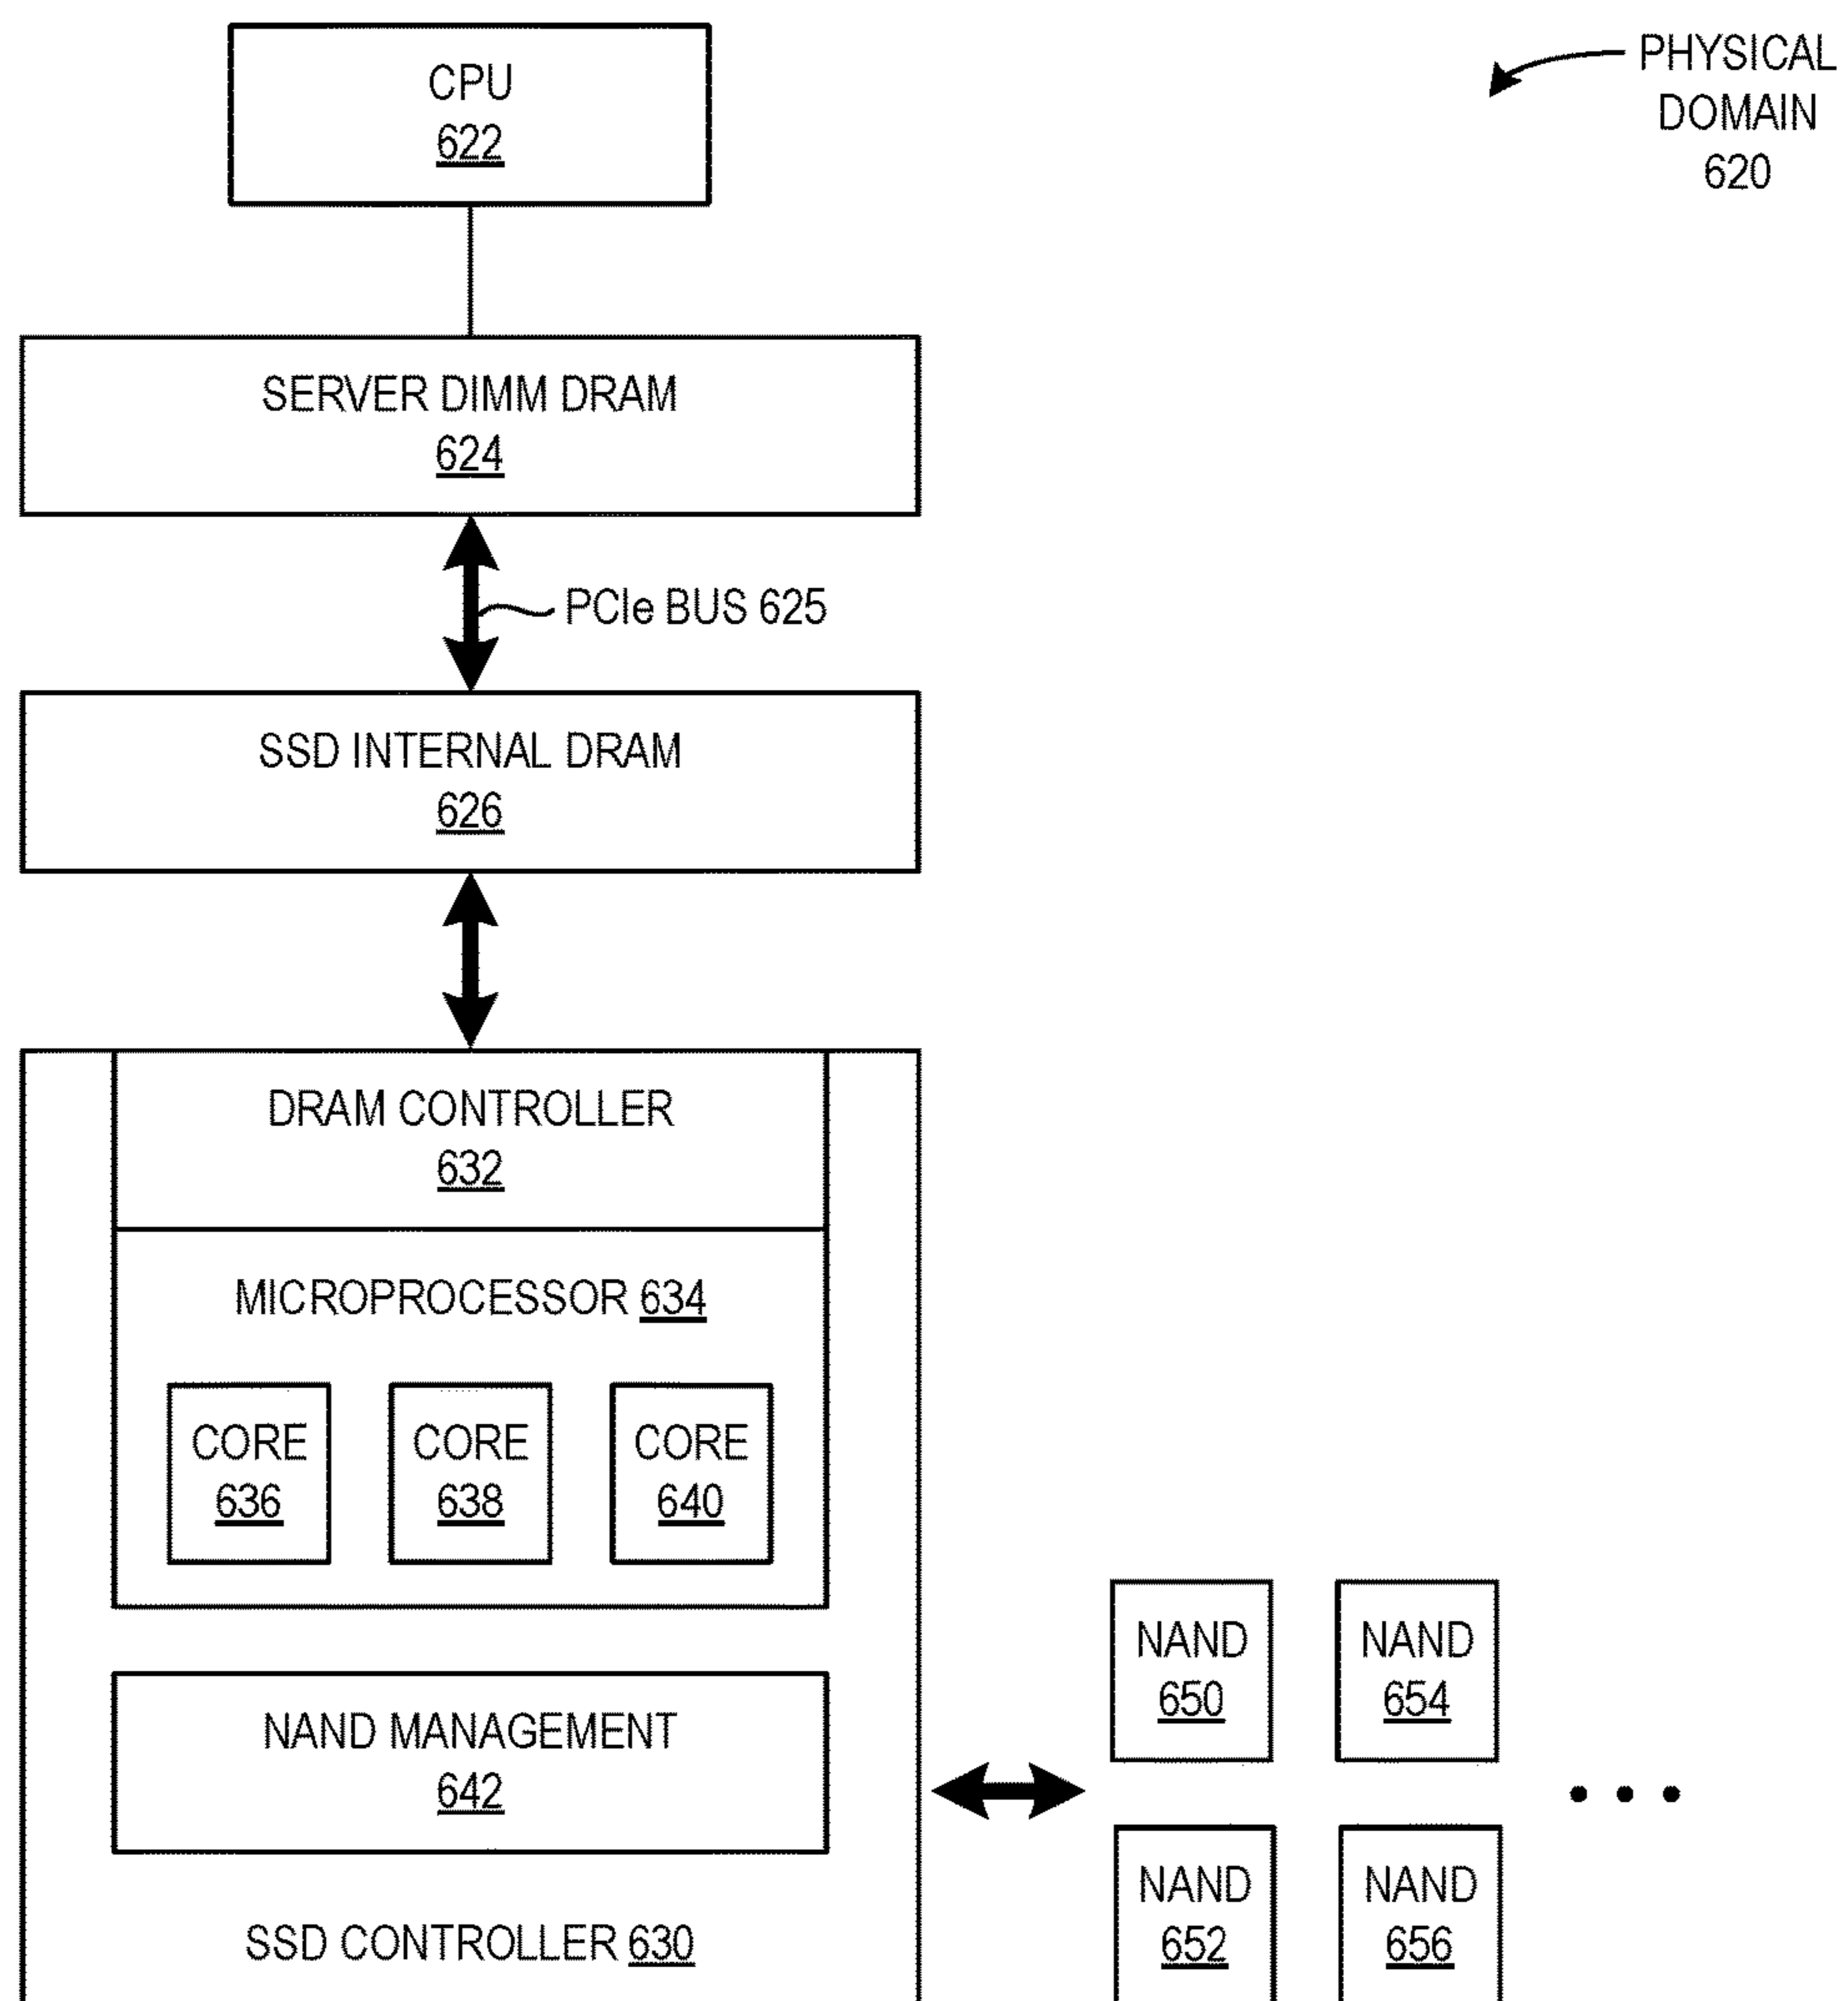 CPU
622
PHYSICAL
DOMAIN
620
SERVER DIMM DRAM
624
PCIe BUS 625
SSD INTERNAL DRAM
626
DRAM CONTROLLER
632
MICROPROCESSOR 634
CORE
636
CORE
638
CORE
640
NAND MANAGEMENT
642
SSD CONTROLLER 630
NAND
650
NAND
654
NAND
652
NAND
656